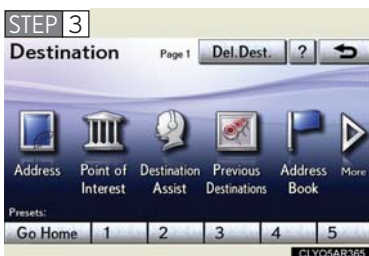 STEP 3
Destination Page 1 Del.Dest. ?
Address Point of Interest Destination Assist Previous Destinations Address Book More
Presets:
Go Home 1 2 3 4 5
CLYO5AR365